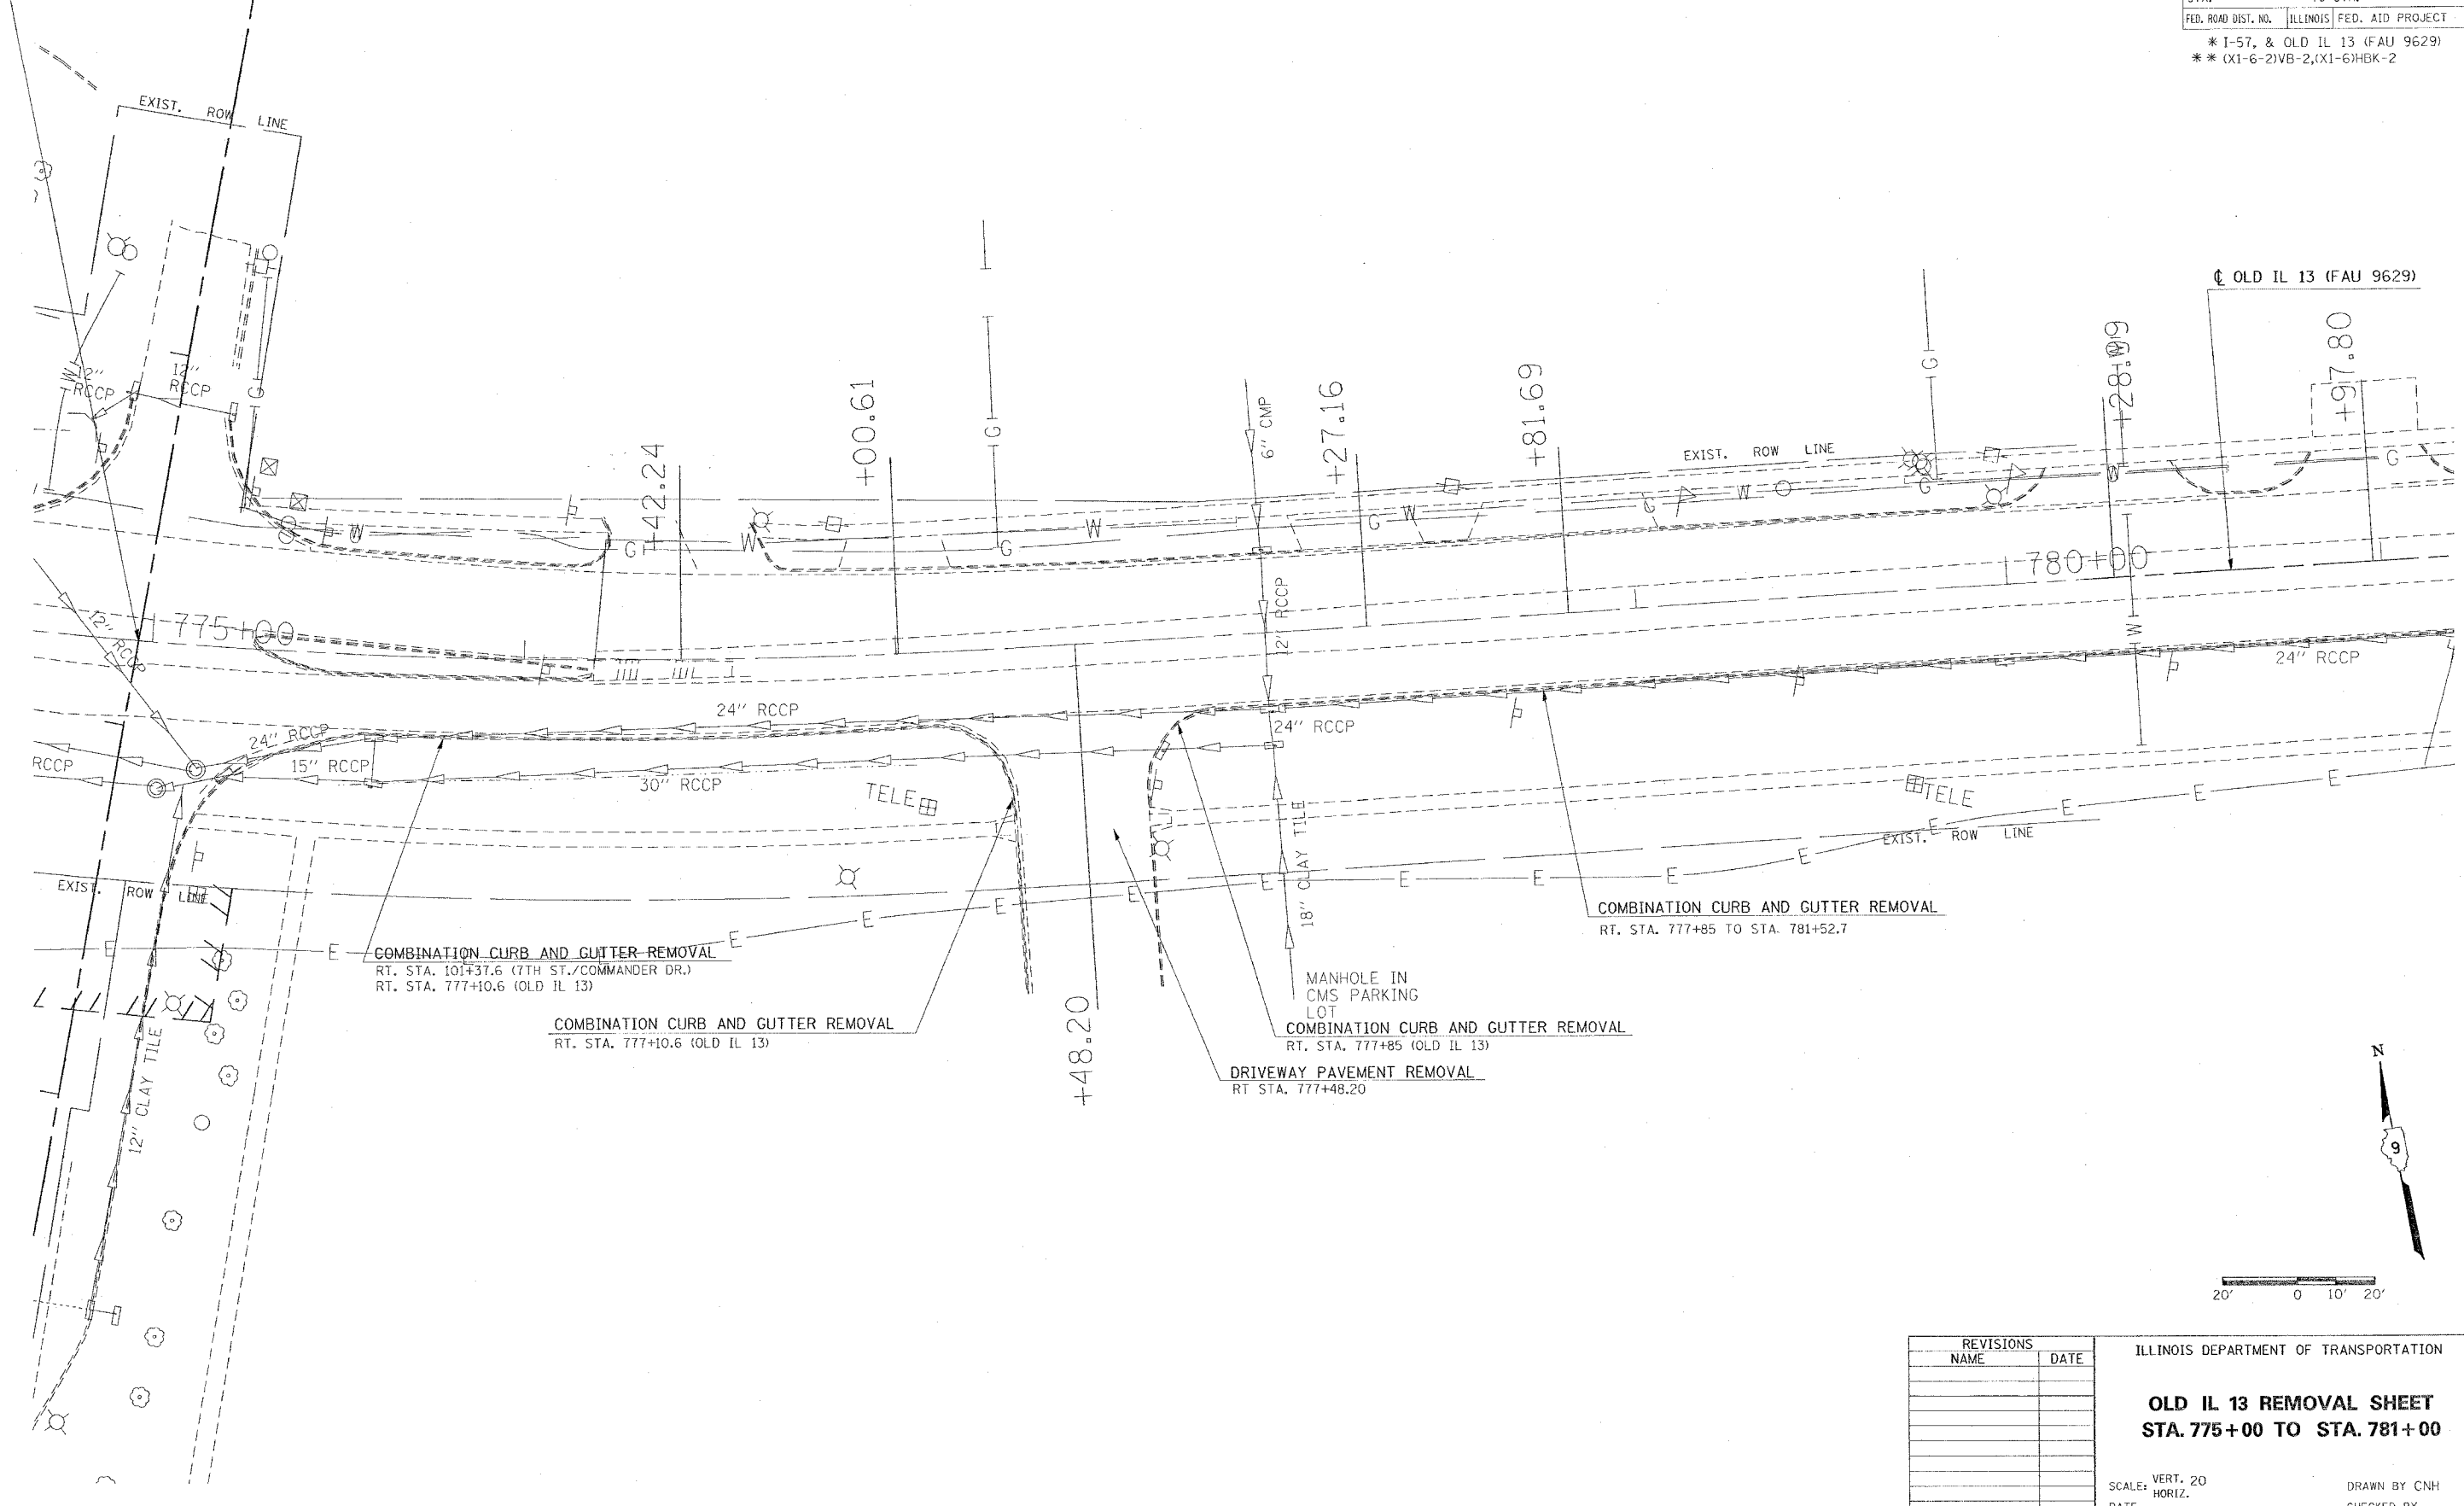 FED. ROAD DIST. NO. ILLINOIS FED. AID PROJECT
* I-57, & OLD IL 13 (FAU 9629)
* * (X1-6-2)VB-2,(X1-6)HBK-2
EXIST. ROW LINE
℄ OLD IL 13 (FAU 9629)
12" RCCP
12" RCCP
W
G
+42.24
+00.61
G
6" CMP
+27.16
+81.69
G
+28.99
W
+97.80
EXIST. ROW LINE
G
W
G
W
G
W
G
W
G
W
G
W
775+00
780+00
12" RCCP
12" RCCP
W
24" RCCP
24" RCCP
24" RCCP
24" RCCP
RCCP
15" RCCP
30" RCCP
TELE
TELE
18" CLAY TILE
EXIST. ROW LINE
EXIST. ROW LINE
E E E E E E E E E E E E E E E E
COMBINATION CURB AND GUTTER REMOVAL
RT. STA. 777+85 TO STA. 781+52.7
COMBINATION CURB AND GUTTER REMOVAL
RT. STA. 101+37.6 (7TH ST./COMMANDER DR.)
RT. STA. 777+10.6 (OLD IL 13)
MANHOLE IN
CMS PARKING
LOT
COMBINATION CURB AND GUTTER REMOVAL
RT. STA. 777+10.6 (OLD IL 13)
COMBINATION CURB AND GUTTER REMOVAL
RT. STA. 777+85 (OLD IL 13)
+48.20
DRIVEWAY PAVEMENT REMOVAL
RT STA. 777+48.20
12" CLAY TILE
N
9
20' 0 10' 20'
REVISIONS
NAME DATE
ILLINOIS DEPARTMENT OF TRANSPORTATION
OLD IL 13 REMOVAL SHEET
STA. 775+00 TO STA. 781+00
SCALE: VERT. 20
HORIZ.
DRAWN BY CNH